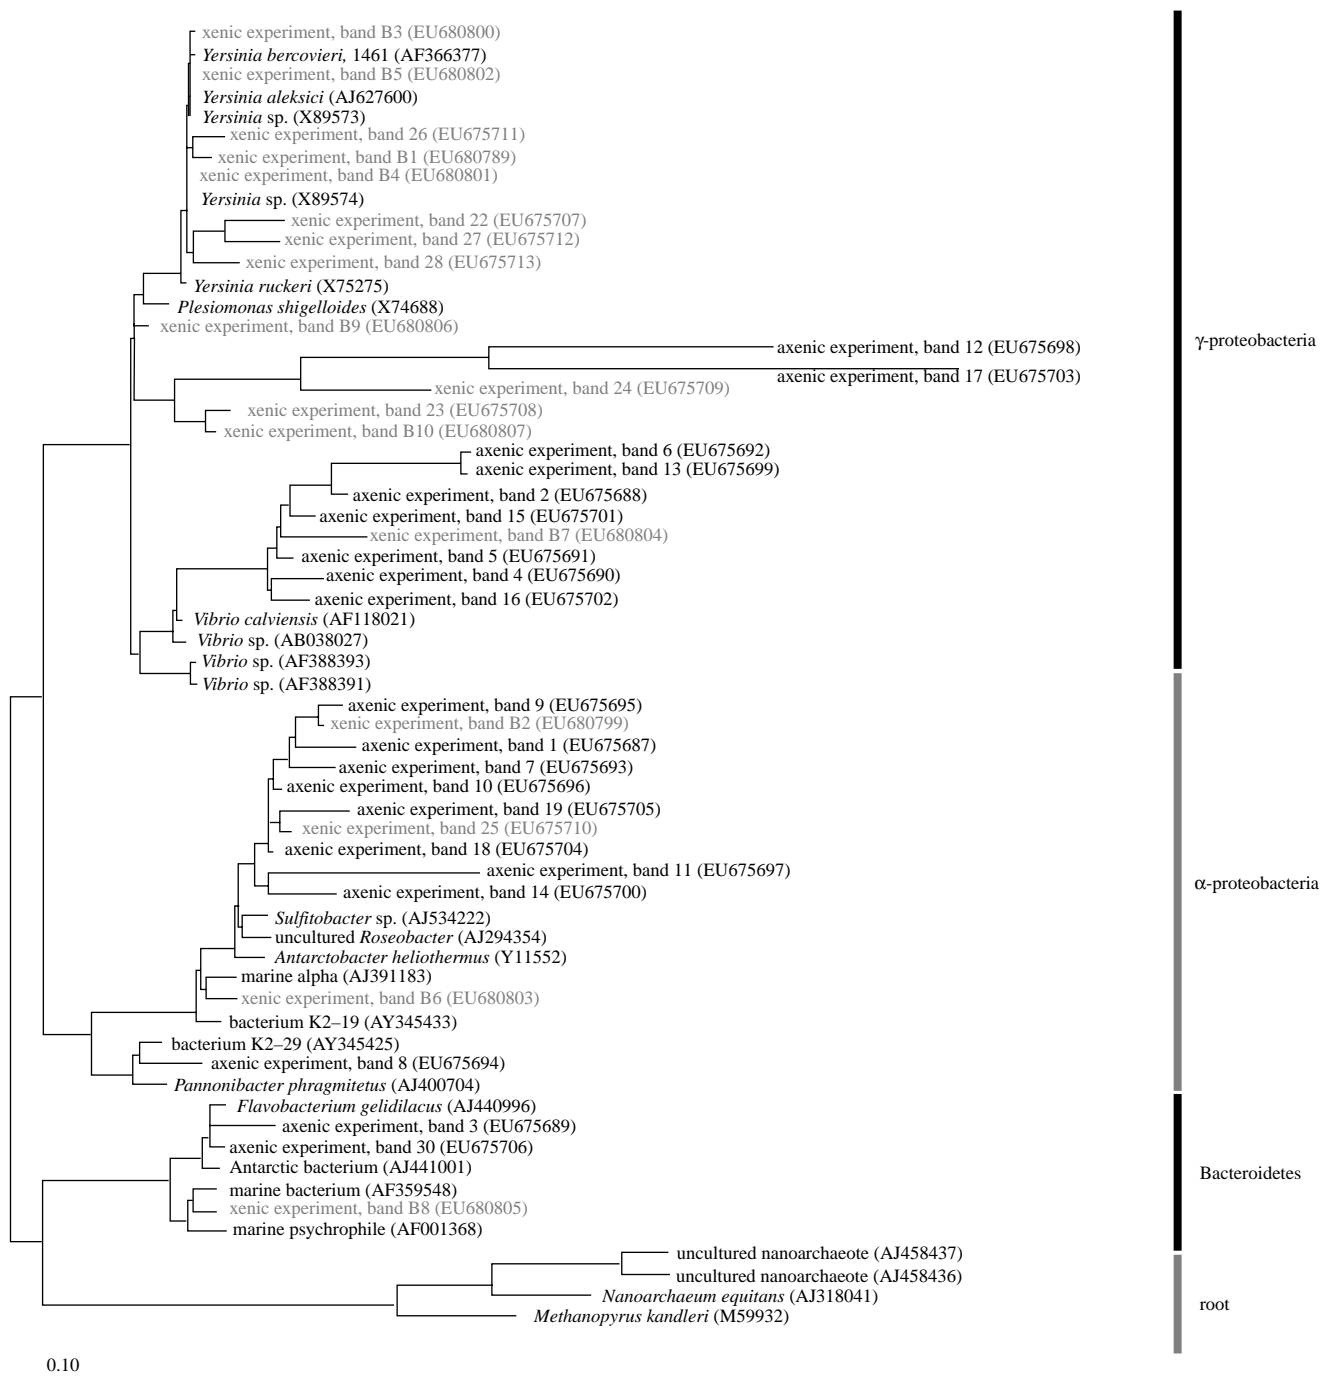 xenic experiment, band B3 (EU680800)
Yersinia bercovieri, 1461 (AF366377)
xenic experiment, band B5 (EU680802)
Yersinia aleksici (AJ627600)
Yersinia sp. (X89573)
xenic experiment, band 26 (EU675711)
xenic experiment, band B1 (EU680789)
xenic experiment, band B4 (EU680801)
Yersinia sp. (X89574)
xenic experiment, band 22 (EU675707)
xenic experiment, band 27 (EU675712)
xenic experiment, band 28 (EU675713)
Yersinia ruckeri (X75275)
Plesiomonas shigelloides (X74688)
xenic experiment, band B9 (EU680806)
γ-proteobacteria
axenic experiment, band 12 (EU675698)
axenic experiment, band 17 (EU675703)
xenic experiment, band 24 (EU675709)
xenic experiment, band 23 (EU675708)
xenic experiment, band B10 (EU680807)
axenic experiment, band 6 (EU675692)
axenic experiment, band 13 (EU675699)
axenic experiment, band 2 (EU675688)
axenic experiment, band 15 (EU675701)
xenic experiment, band B7 (EU680804)
axenic experiment, band 5 (EU675691)
axenic experiment, band 4 (EU675690)
axenic experiment, band 16 (EU675702)
Vibrio calviensis (AF118021)
Vibrio sp. (AB038027)
Vibrio sp. (AF388393)
Vibrio sp. (AF388391)
axenic experiment, band 9 (EU675695)
xenic experiment, band B2 (EU680799)
axenic experiment, band 1 (EU675687)
axenic experiment, band 7 (EU675693)
axenic experiment, band 10 (EU675696)
axenic experiment, band 19 (EU675705)
xenic experiment, band 25 (EU675710)
axenic experiment, band 18 (EU675704)
axenic experiment, band 11 (EU675697)
α-proteobacteria
axenic experiment, band 14 (EU675700)
Sulfitobacter sp. (AJ534222)
uncultured Roseobacter (AJ294354)
Antarctobacter heliothermus (Y11552)
marine alpha (AJ391183)
xenic experiment, band B6 (EU680803)
bacterium K2–19 (AY345433)
bacterium K2–29 (AY345425)
axenic experiment, band 8 (EU675694)
Pannonibacter phragmitetus (AJ400704)
Flavobacterium gelidilacus (AJ440996)
axenic experiment, band 3 (EU675689)
axenic experiment, band 30 (EU675706)
Antarctic bacterium (AJ441001)
Bacteroidetes
marine bacterium (AF359548)
xenic experiment, band B8 (EU680805)
marine psychrophile (AF001368)
uncultured nanoarchaeote (AJ458437)
uncultured nanoarchaeote (AJ458436)
Nanoarchaeum equitans (AJ318041)
root
Methanopyrus kandleri (M59932)
0.10